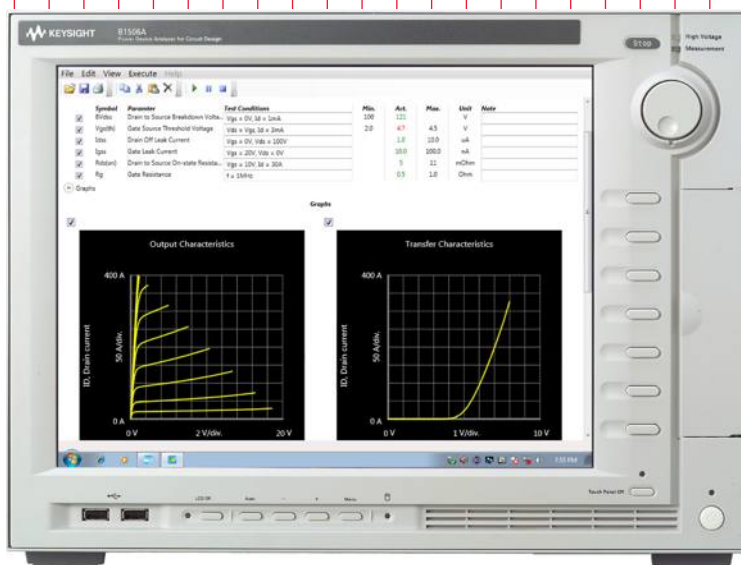 KEYSIGHT B1506A
Power Device Analyzer for Circuit Design
Stop
High Voltage
Measurement
File Edit View Execute Help
Symbol Parameter Test Conditions Min. Act. Max. Unit Note
BVdss Drain to Source Breakdown Volta... Vgs = 0V, Id = 1mA 100 121 V
Vgs(th) Gate Source Threshold Voltage Vds = Vgs, Id = 3mA 2.0 4.7 4.5 V
Idss Drain Off Leak Current Vgs = 0V, Vds = 100V 1.0 10.0 uA
Igss Gate Leak Current Vgs = 20V, Vds = 0V 10.0 100.0 nA
Rds(on) Drain to Source On-state Resista... Vgs = 10V, Id = 30A 5 11 mOhm
Rg Gate Resistance f = 1MHz 0.5 1.0 Ohm
Graphs
Graphs
Output Characteristics
400 A
ID, Drain current
50 A/div.
0 A
0 V 2 V/div. 20 V
Transfer Characteristics
400 A
ID, Drain current
50 A/div.
0 A
0 V 1 V/div. 10 V
Touch Panel Off
LCD Off Auto − + Menu